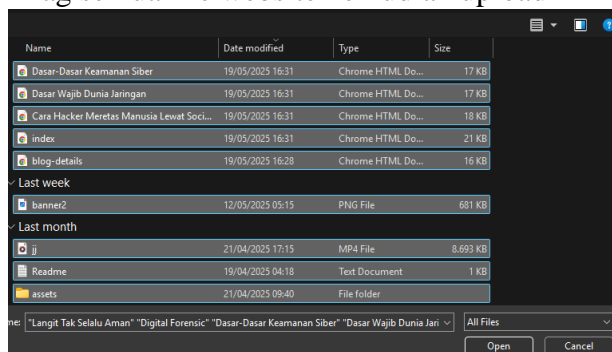 Name Date modified Type Size
Dasar-Dasar Keamanan Siber 19/05/2025 16:31 Chrome HTML Do... 17 KB
Dasar Wajib Dunia Jaringan 19/05/2025 16:31 Chrome HTML Do... 17 KB
Cara Hacker Meretas Manusia Lewat Soci... 19/05/2025 16:31 Chrome HTML Do... 18 KB
index 19/05/2025 16:31 Chrome HTML Do... 21 KB
blog-details 19/05/2025 16:28 Chrome HTML Do... 16 KB
Last week
banner2 12/05/2025 05:15 PNG File 681 KB
Last month
jj 21/04/2025 17:15 MP4 File 8.693 KB
Readme 19/04/2025 04:18 Text Document 1 KB
assets 21/04/2025 09:40 File folder
me: "Langit Tak Selalu Aman" "Digital Forensic" "Dasar-Dasar Keamanan Siber" "Dasar Wajib Dunia Jari All Files
Open Cancel